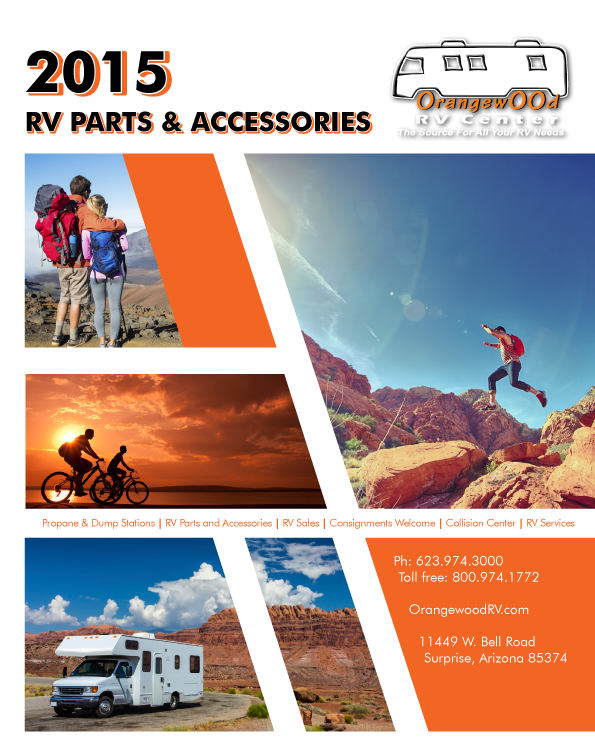 2015
RV PARTS & ACCESSORIES
OrangewOOd
RV Center
The Source For All Your RV Needs
Propane & Dump Stations | RV Parts and Accessories | RV Sales | Consignments Welcome | Collision Center | RV Services
Ph: 623.974.3000
Toll free: 800.974.1772
OrangewoodRV.com
11449 W. Bell Road
Surprise, Arizona 85374